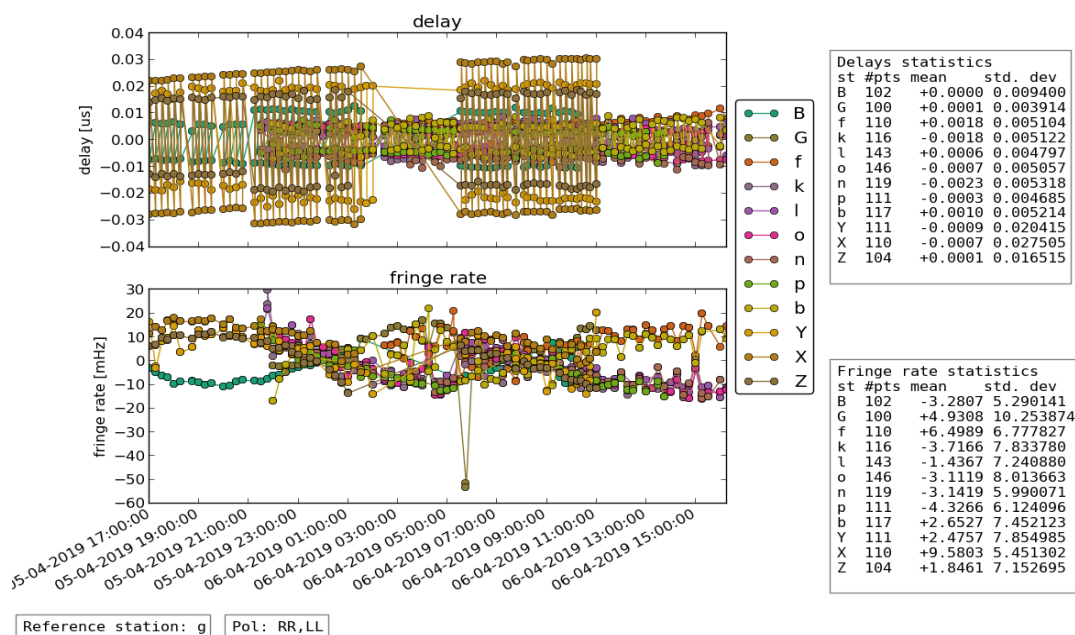 delay
0.04
0.03
0.02
0.01
0.00
−0.01
−0.02
−0.03
−0.04
delay [us]
fringe rate
30
20
10
0
−10
−20
−30
−40
−50
−60
fringe rate [mHz]
05-04-2019 17:00:00
05-04-2019 19:00:00
05-04-2019 21:00:00
05-04-2019 23:00:00
06-04-2019 01:00:00
06-04-2019 03:00:00
06-04-2019 05:00:00
06-04-2019 07:00:00
06-04-2019 09:00:00
06-04-2019 11:00:00
06-04-2019 13:00:00
06-04-2019 15:00:00
B
G
f
k
l
o
n
p
b
Y
X
Z
Delays statistics
st #pts mean std. dev
B 102 +0.0000 0.009400
G 100 +0.0001 0.003914
f 110 +0.0018 0.005104
k 116 -0.0018 0.005122
l 143 +0.0006 0.004797
o 146 -0.0007 0.005057
n 119 -0.0023 0.005318
p 111 -0.0003 0.004685
b 117 +0.0010 0.005214
Y 111 -0.0009 0.020415
X 110 -0.0007 0.027505
Z 104 +0.0001 0.016515
Fringe rate statistics
st #pts mean std. dev
B 102 -3.2807 5.290141
G 100 +4.9308 10.253874
f 110 +6.4989 6.777827
k 116 -3.7166 7.833780
l 143 -1.4367 7.240880
o 146 -3.1119 8.013663
n 119 -3.1419 5.990071
p 111 -4.3266 6.124096
b 117 +2.6527 7.452123
Y 111 +2.4757 7.854985
X 110 +9.5803 5.451302
Z 104 +1.8461 7.152695
Reference station: g
Pol: RR,LL